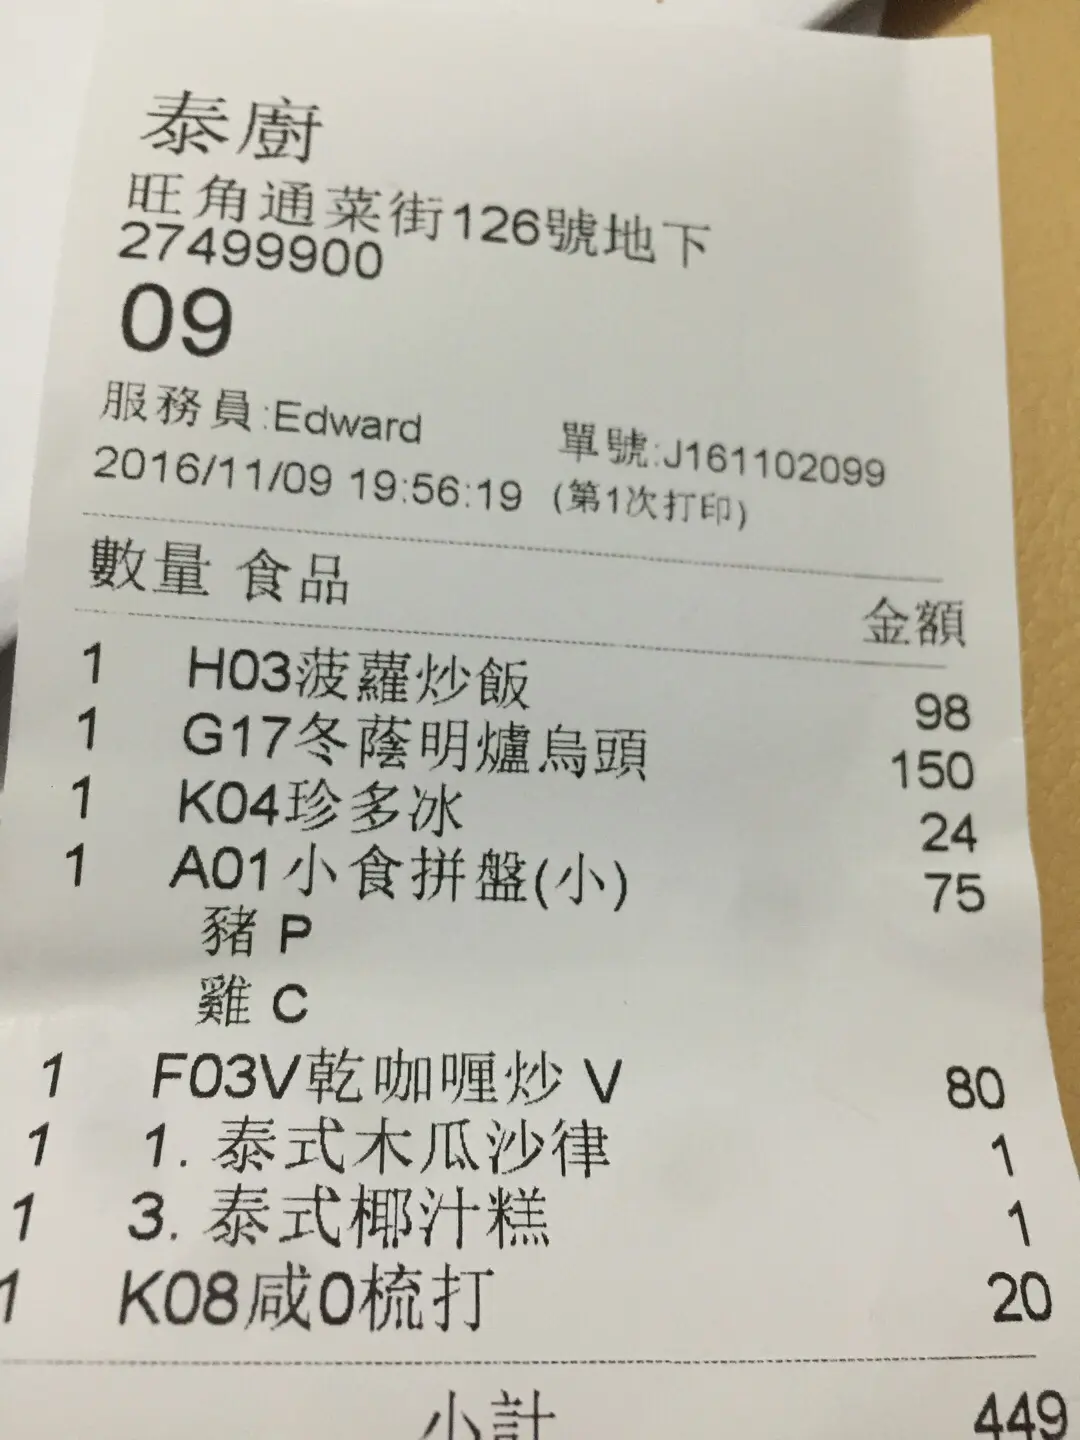 泰廚
旺角通菜街126號地下
27499900
09
服務員:Edward 單號:J161102099
2016/11/09 19:56:19 (第1次打印)
數量 食品 金額
1 H03菠蘿炒飯 98
1 G17冬蔭明爐烏頭 150
1 K04珍多冰 24
1 A01小食拼盤(小) 75
豬 P
雞 C
1 F03V乾咖喱炒 V 80
1 1. 泰式木瓜沙律 1
1 3. 泰式椰汁糕 1
1 K08咸0梳打 20
小計 449